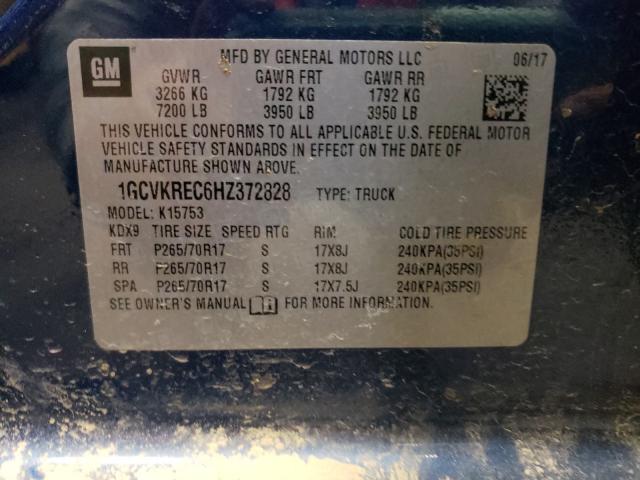 GM
MFD BY GENERAL MOTORS LLC 06/17
GVWR GAWR FRT GAWR RR
3266 KG 1792 KG 1792 KG
7200 LB 3950 LB 3950 LB
THIS VEHICLE CONFORMS TO ALL APPLICABLE U.S. FEDERAL MOTOR
VEHICLE SAFETY STANDARDS IN EFFECT ON THE DATE OF
MANUFACTURE SHOWN ABOVE.
1GCVKREC6HZ372828 TYPE: TRUCK
MODEL: K15753
KDX9 TIRE SIZE SPEED RTG RIM COLD TIRE PRESSURE
FRT P265/70R17 S 17X8J 240KPA(35PSI)
RR P265/70R17 S 17X8J 240KPA(35PSI)
SPA P265/70R17 S 17X7.5J 240KPA(35PSI)
SEE OWNER'S MANUAL FOR MORE INFORMATION.